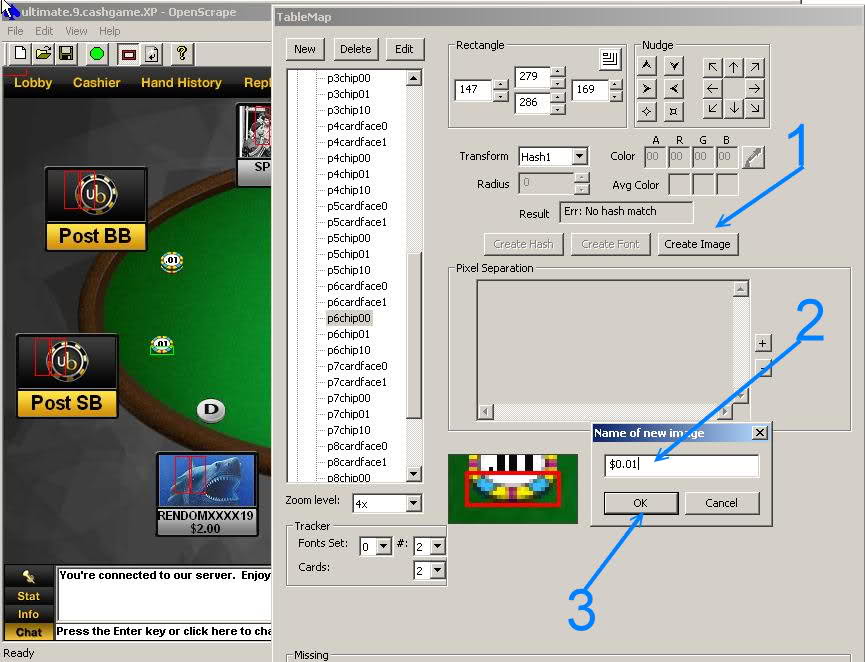 ultimate.9.cashgame.XP - OpenScrape
File Edit View Help
Lobby Cashier Hand History Repl
SP
ub
Post BB
.01
.01
ub
Post SB
D
RENDOMXXXX19
$2.00
Stat
Info
Chat
You're connected to our server. Enjoy
Press the Enter key or click here to cha
Ready
TableMap
New Delete Edit
p3chip00
p3chip01
p3chip10
p4cardface0
p4cardface1
p4chip00
p4chip01
p4chip10
p5cardface0
p5cardface1
p5chip00
p5chip01
p5chip10
p6cardface0
p6cardface1
p6chip00
p6chip01
p6chip10
p7cardface0
p7cardface1
p7chip00
p7chip01
p7chip10
p8cardface0
p8cardface1
p8chip00
Zoom level: 4x
Tracker
Fonts Set: 0 #: 2
Cards: 2
Rectangle
279
147 169
286
Nudge
Transform Hash1
A R G B
Color 00 00 00 00
Radius 0
Avg Color
Result Err: No hash match
Create Hash Create Font Create Image
Pixel Separation
+
-
1
2
Name of new image
$0.01
OK Cancel
3
Missing